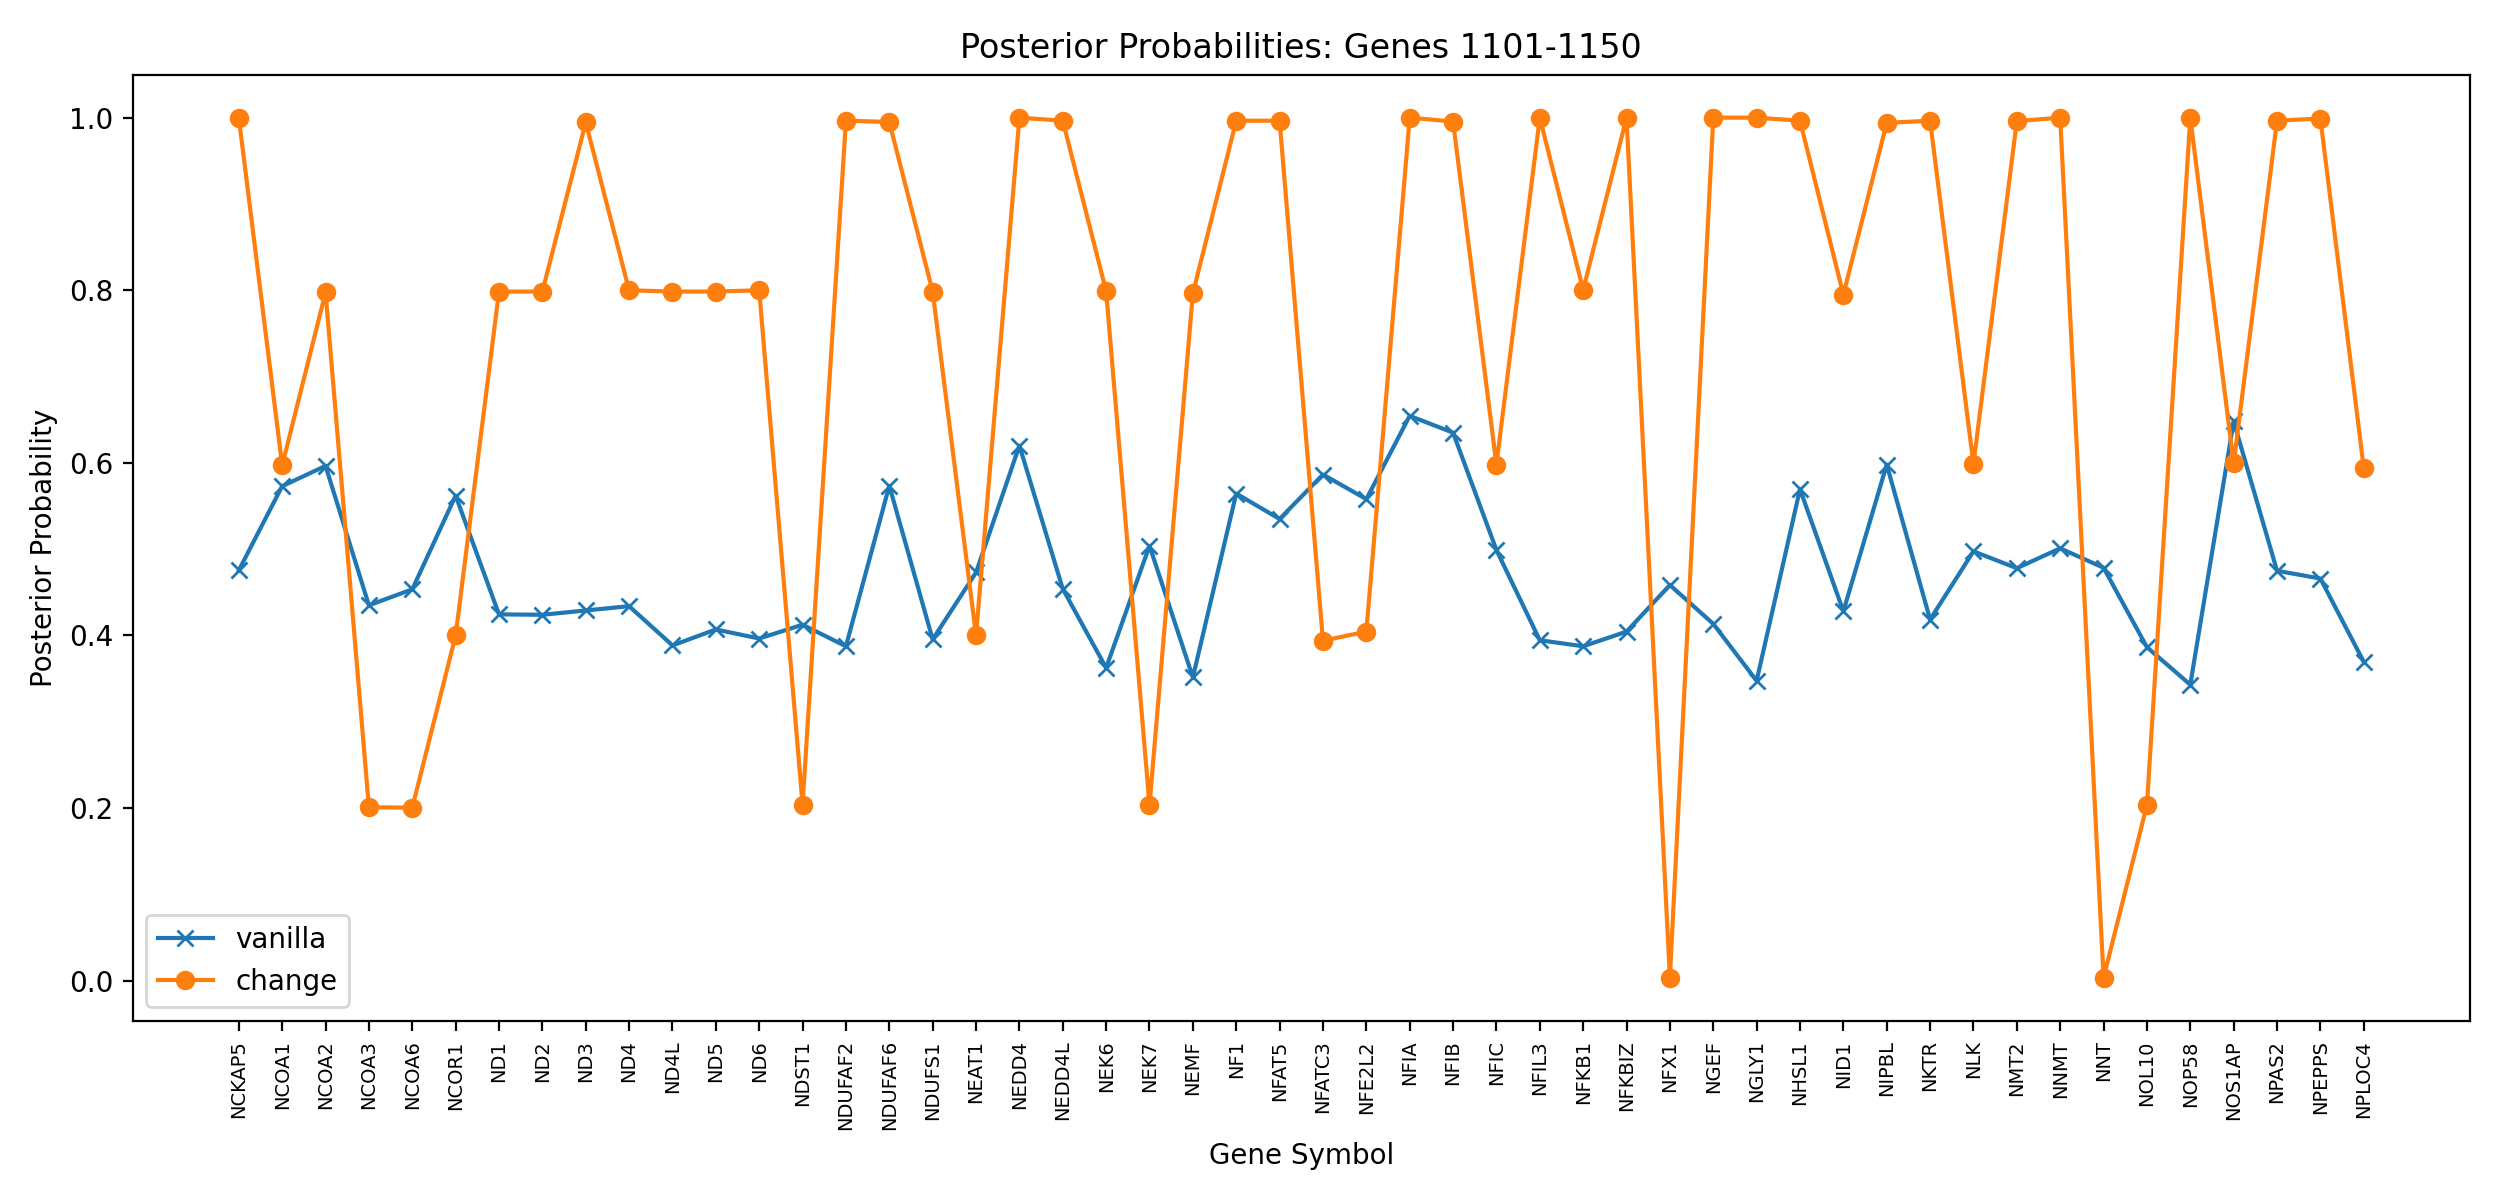 Posterior Probabilities: Genes 1101-1150
Posterior Probability
1.0
0.8
0.6
0.4
0.2
0.0
vanilla
change
NCKAP5
NCOA1
NCOA2
NCOA3
NCOA6
NCOR1
ND1
ND2
ND3
ND4
ND4L
ND5
ND6
NDST1
NDUFAF2
NDUFAF6
NDUFS1
NEAT1
NEDD4
NEDD4L
NEK6
NEK7
NEMF
NF1
NFAT5
NFATC3
NFE2L2
NFIA
NFIB
NFIC
NFIL3
NFKB1
NFKBIZ
NFX1
NGEF
NGLY1
NHSL1
NID1
NIPBL
NKTR
NLK
NMT2
NNMT
NNT
NOL10
NOP58
NOS1AP
NPAS2
NPEPPS
NPLOC4
Gene Symbol